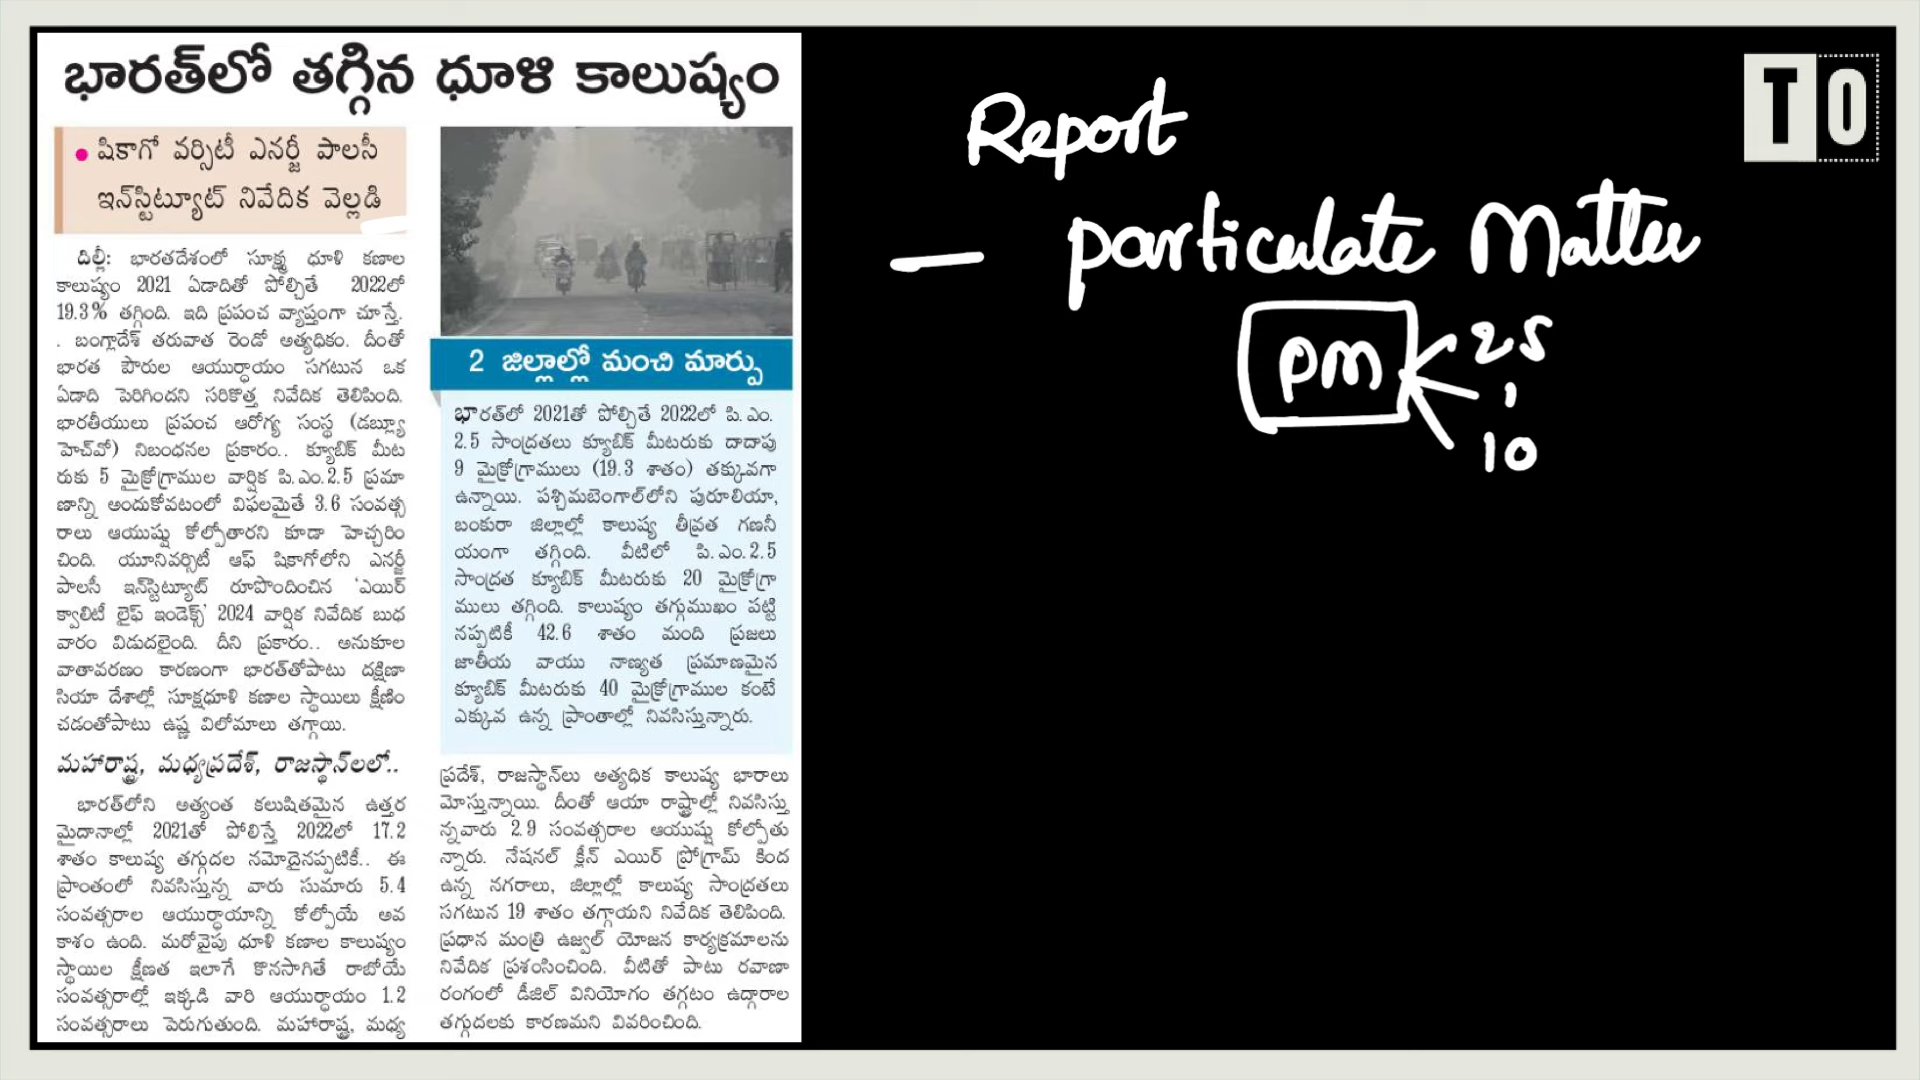 భారత్‌లో తగ్గిన ధూళి కాలుష్యం
• షికాగో వర్సిటీ ఎనర్జీ పాలసీ
ఇన్‌స్టిట్యూట్ నివేదిక వెల్లడి
దిల్లీ: భారతదేశంలో సూక్ష్మ ధూళి కణాల
కాలుష్యం 2021 ఏడాదితో పోల్చితే 2022లో
19.3% తగ్గింది. ఇది ప్రపంచ వ్యాప్తంగా చూస్తే.
. బంగ్లాదేశ్ తరువాత రెండో అత్యధికం. దీంతో
భారత పౌరుల ఆయుర్ధాయం సగటున ఒక
ఏడాది పెరిగిందని సరికొత్త నివేదిక తెలిపింది.
భారతీయులు ప్రపంచ ఆరోగ్య సంస్థ (డబ్ల్యూ
హెచ్‌వో) నిబంధనల ప్రకారం.. క్యూబిక్ మీట
రుకు 5 మైక్రోగ్రాముల వార్షిక పి.ఎం.2.5 ప్రమా
ణాన్ని అందుకోవటంలో విఫలమైతే 3.6 సంవత్స
రాలు ఆయుష్షు కోల్పోతారని కూడా హెచ్చరిం
చింది. యూనివర్సిటీ ఆఫ్ షికాగోలోని ఎనర్జీ
పాలసీ ఇన్‌స్టిట్యూట్ రూపొందించిన 'ఎయిర్
క్వాలిటీ లైఫ్ ఇండెక్స్' 2024 వార్షిక నివేదిక బుధ
వారం విడుదలైంది. దీని ప్రకారం.. అనుకూల
వాతావరణం కారణంగా భారత్‌తోపాటు దక్షిణా
సియా దేశాల్లో సూక్షధూళి కణాల స్థాయిలు క్షీణిం
చడంతోపాటు ఉష్ణ విలోమాలు తగ్గాయి.
మహారాష్ట్ర, మధ్యప్రదేశ్, రాజస్థాన్‌లలో..
భారత్‌లోని అత్యంత కలుషితమైన ఉత్తర
మైదానాల్లో 2021తో పోలిస్తే 2022లో 17.2
శాతం కాలుష్య తగ్గుదల నమోదైనప్పటికీ.. ఈ
ప్రాంతంలో నివసిస్తున్న వారు సుమారు 5.4
సంవత్సరాల ఆయుర్ధాయాన్ని కోల్పోయే అవ
కాశం ఉంది. మరోవైపు ధూళి కణాల కాలుష్యం
స్థాయిల క్షీణత ఇలాగే కొనసాగితే రాబోయే
సంవత్సరాల్లో ఇక్కడి వారి ఆయుర్ధాయం 1.2
సంవత్సరాలు పెరుగుతుంది. మహారాష్ట్ర, మధ్య
2 జిల్లాల్లో మంచి మార్పు
భారత్‌లో 2021తో పోల్చితే 2022లో పి.ఎం.
2.5 సాంద్రతలు క్యూబిక్ మీటరుకు దాదాపు
9 మైక్రోగ్రాములు (19.3 శాతం) తక్కువగా
ఉన్నాయి. పశ్చిమబెంగాల్‌లోని పురూలియా,
బంకురా జిల్లాల్లో కాలుష్య తీవ్రత గణనీ
యంగా తగ్గింది. వీటిలో పి.ఎం.2.5
సాంద్రత క్యూబిక్ మీటరుకు 20 మైక్రోగ్రా
ములు తగ్గింది. కాలుష్యం తగ్గుముఖం పట్టి
నప్పటికీ 42.6 శాతం మంది ప్రజలు
జాతీయ వాయు నాణ్యత ప్రమాణమైన
క్యూబిక్ మీటరుకు 40 మైక్రోగ్రాముల కంటే
ఎక్కువ ఉన్న ప్రాంతాల్లో నివసిస్తున్నారు.
ప్రదేశ్, రాజస్థాన్‌లు అత్యధిక కాలుష్య భారాలు
మోస్తున్నాయి. దీంతో ఆయా రాష్ట్రాల్లో నివసిస్తు
న్నవారు 2.9 సంవత్సరాల ఆయుష్షు కోల్పోతు
న్నారు. నేషనల్ క్లీన్ ఎయిర్ ప్రోగ్రామ్ కింద
ఉన్న నగరాలు, జిల్లాల్లో కాలుష్య సాంద్రతలు
సగటున 19 శాతం తగ్గాయని నివేదిక తెలిపింది.
ప్రధాన మంత్రి ఉజ్వల్ యోజన కార్యక్రమాలను
నివేదిక ప్రశంసించింది. వీటితో పాటు రవాణా
రంగంలో డీజిల్ వినియోగం తగ్గటం ఉద్గారాల
తగ్గుదలకు కారణమని వివరించింది.
Report
— particulate Matter
PM
25
1
10
TO